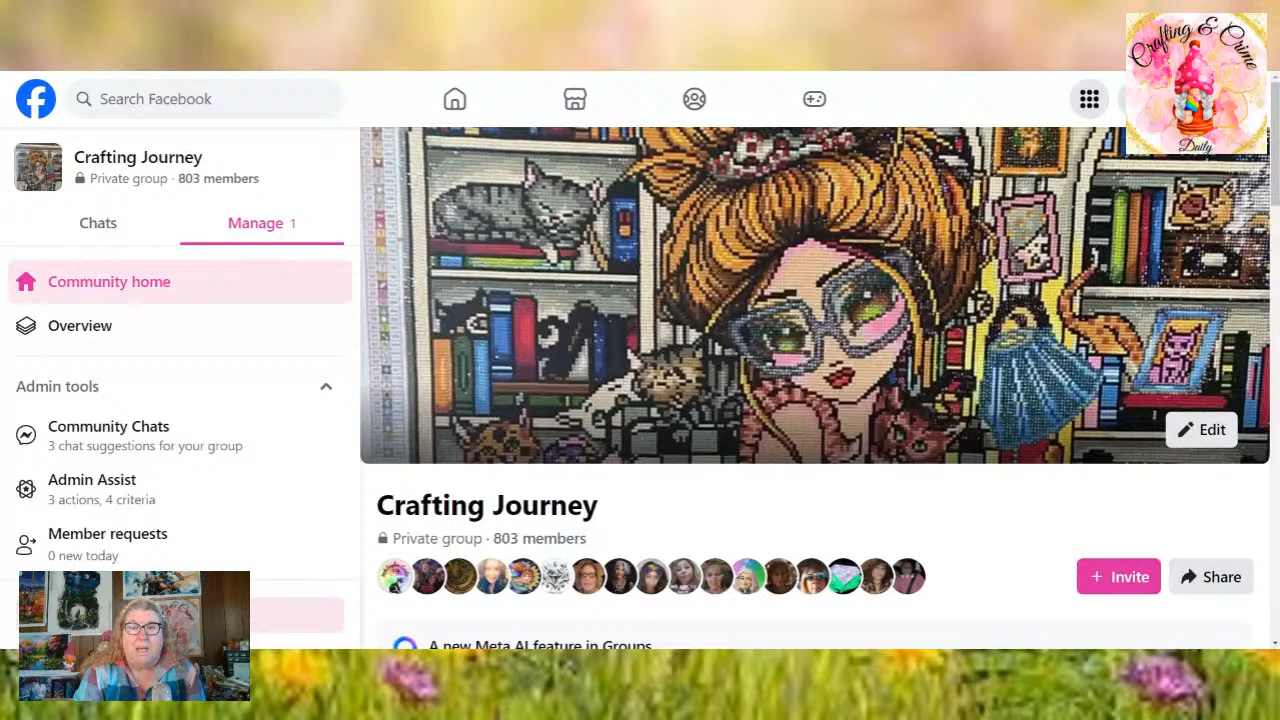 Crafting & Crime
Daily
Search Facebook
Crafting Journey
Private group · 803 members
Chats
Manage 1
Community home
Overview
Admin tools
Community Chats
3 chat suggestions for your group
Admin Assist
3 actions, 4 criteria
Member requests
0 new today
Edit
Crafting Journey
Private group · 803 members
+ Invite
Share
A new Meta AI feature in Groups